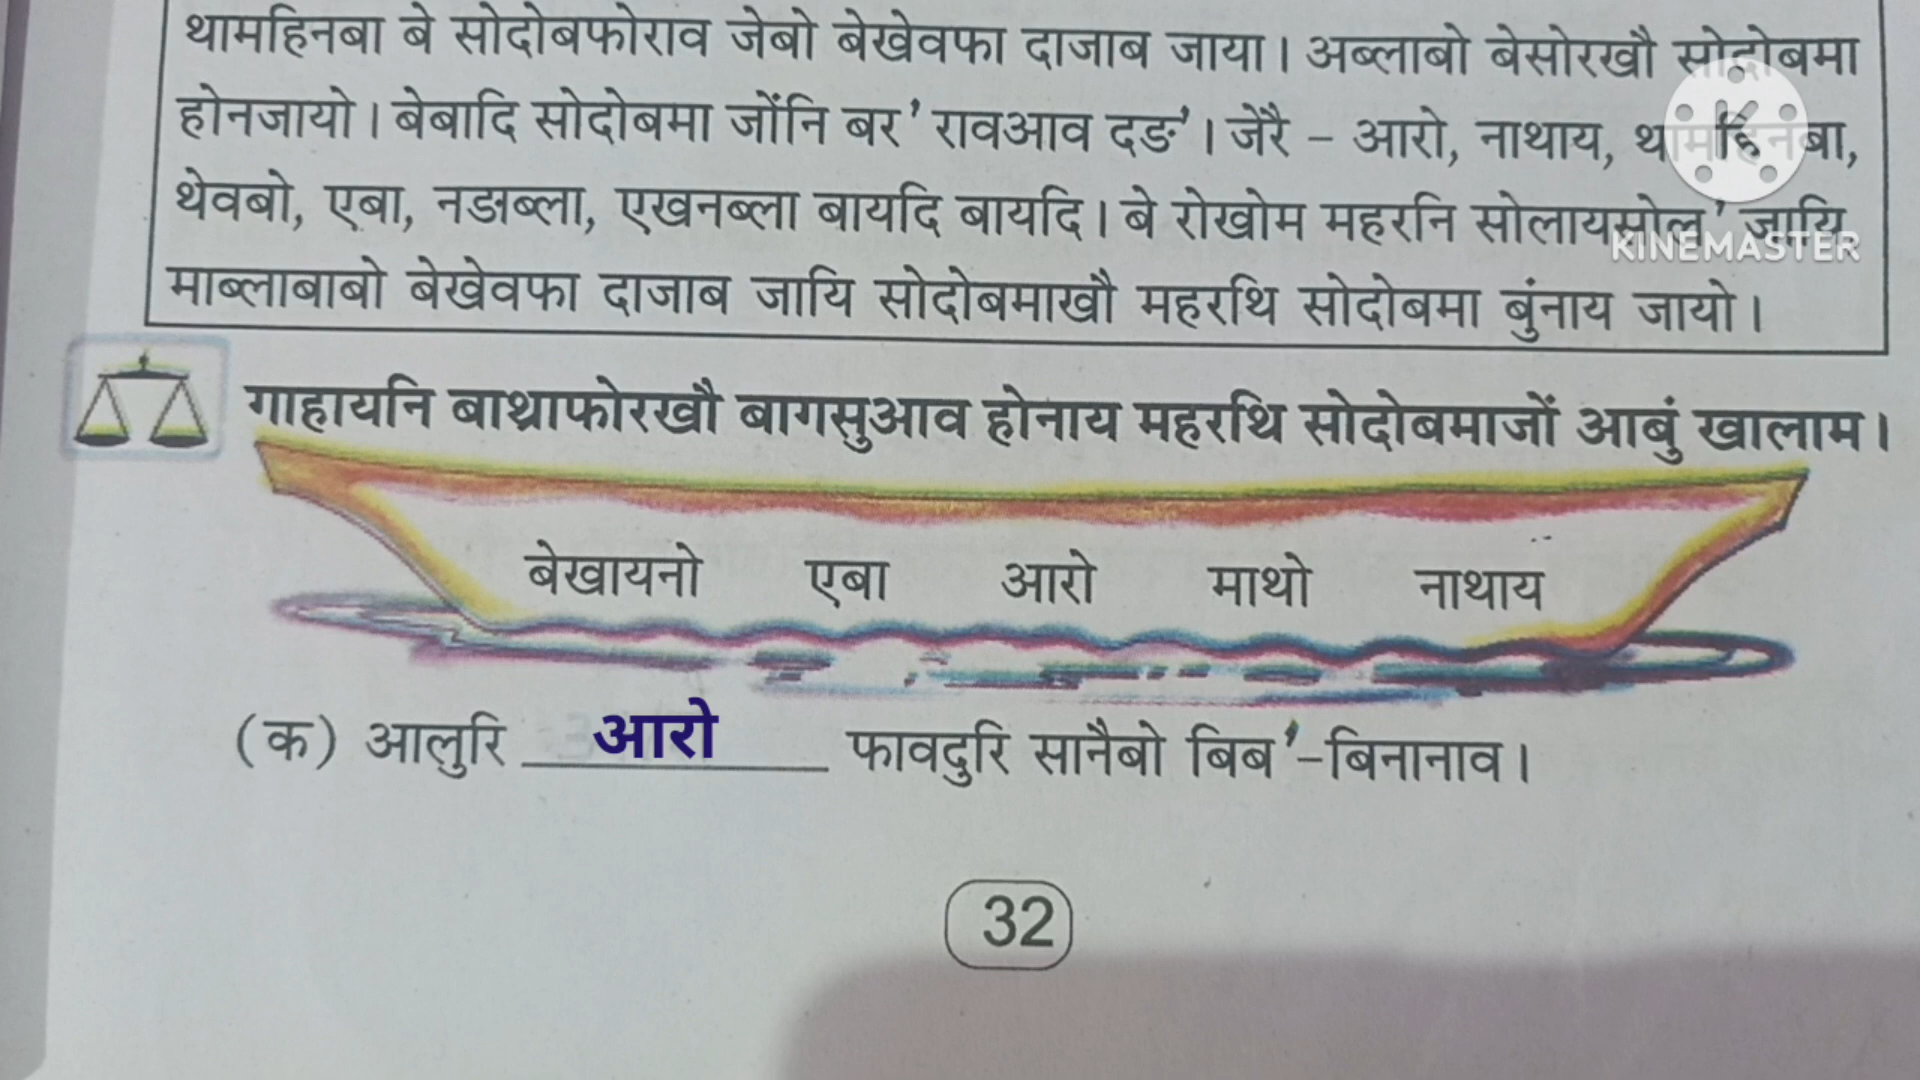 थामहिनबा बे सोदोबफोराव जेबो बेखेवफा दाजाब जाया। अब्लाबो बेसोरखौ सोदोबमा
होनजायो। बेबादि सोदोबमा जोंनि बर' रावआव दङ'। जेरै – आरो, नाथाय, थामहिनबा,
थेवबो, एबा, नङाब्ला, एखनब्ला बायदि बायदि। बे रोखोम महरनि सोलायसोल' जायि
माब्लाबाबो बेखेवफा दाजाब जायि सोदोबमाखौ महरथि सोदोबमा बुंनाय जायो।
KINEMASTER
गाहायनि बाथ्राफोरखौ बागसुआव होनाय महरथि सोदोबमाजों आबुं खालाम।
बेखायनो एबा आरो माथो नाथाय
(क) आलुरि आरो फावदुरि सानैबो बिब'-बिनानाव।
32